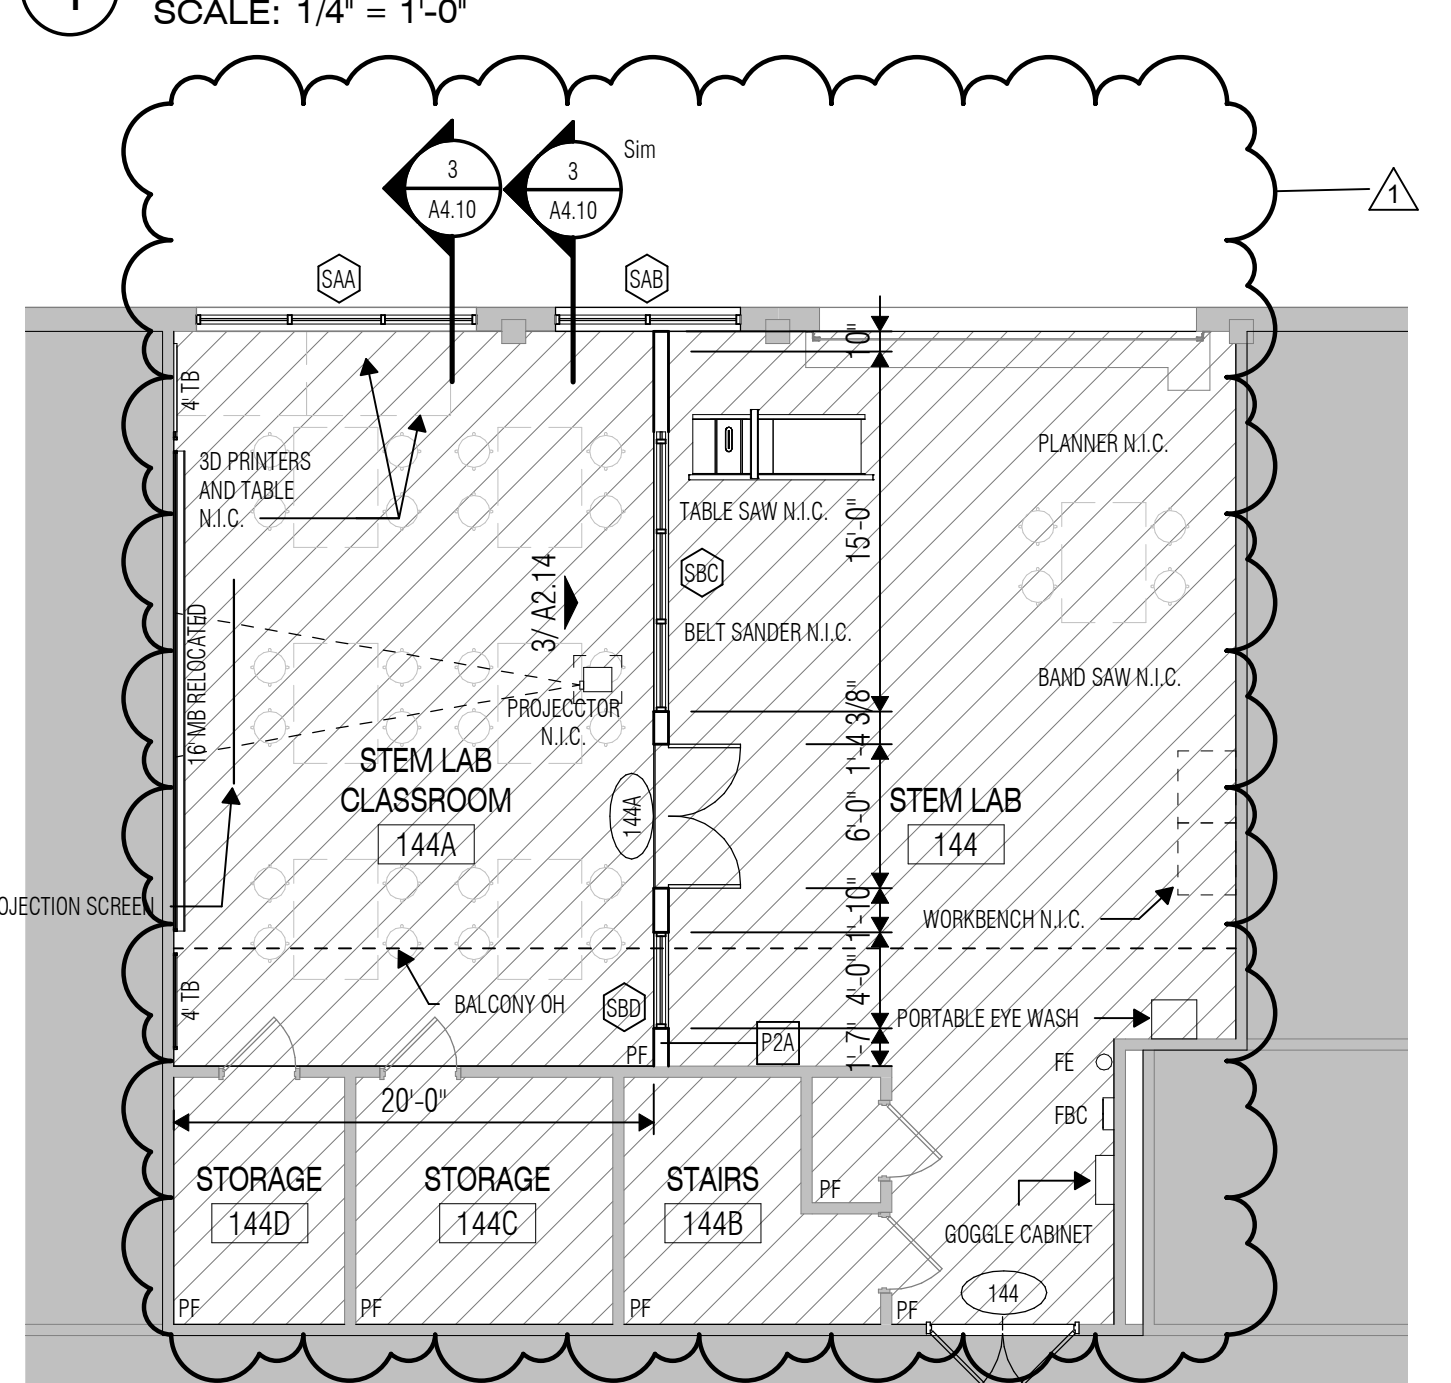 1
SCALE: 1/4" = 1'-0"
3
A4.10
3
A4.10
Sim
1
SAA
SAB
10"
4' TB
3D PRINTERS
AND TABLE
N.I.C.
PLANNER N.I.C.
TABLE SAW N.I.C.
15'-0"
SBC
3/ A2.14
BELT SANDER N.I.C.
16' MB RELOCATED
BAND SAW N.I.C.
PROJECCTOR
N.I.C.
1'-4 3/8"
STEM LAB
CLASSROOM
144A
144A
6'-0"
STEM LAB
144
OJECTION SCREEN
1'-10"
WORKBENCH N.I.C.
4'-0"
4' TB
BALCONY OH
SBD
PORTABLE EYE WASH
PF
P2A
1'-7"
FE
20'-0"
FBC
STORAGE
144D
STORAGE
144C
STAIRS
144B
PF
GOGGLE CABINET
144
PF
PF
PF
PF